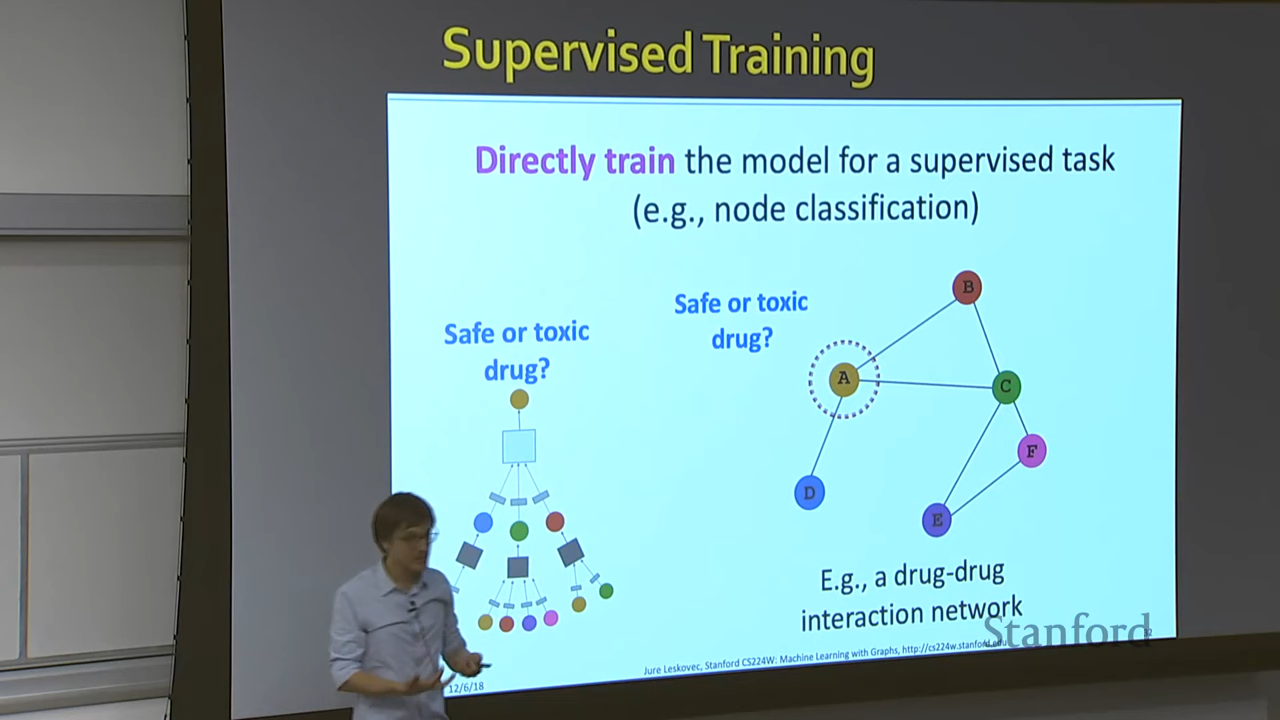 Supervised Training
Directly train the model for a supervised task
(e.g., node classification)
Safe or toxic
drug?
Safe or toxic
drug?
B
A
C
F
D
E
E.g., a drug-drug
interaction network
Stanford
Jure Leskovec, Stanford CS224W: Machine Learning with Graphs, http://cs224w.stanford.edu
12/6/18